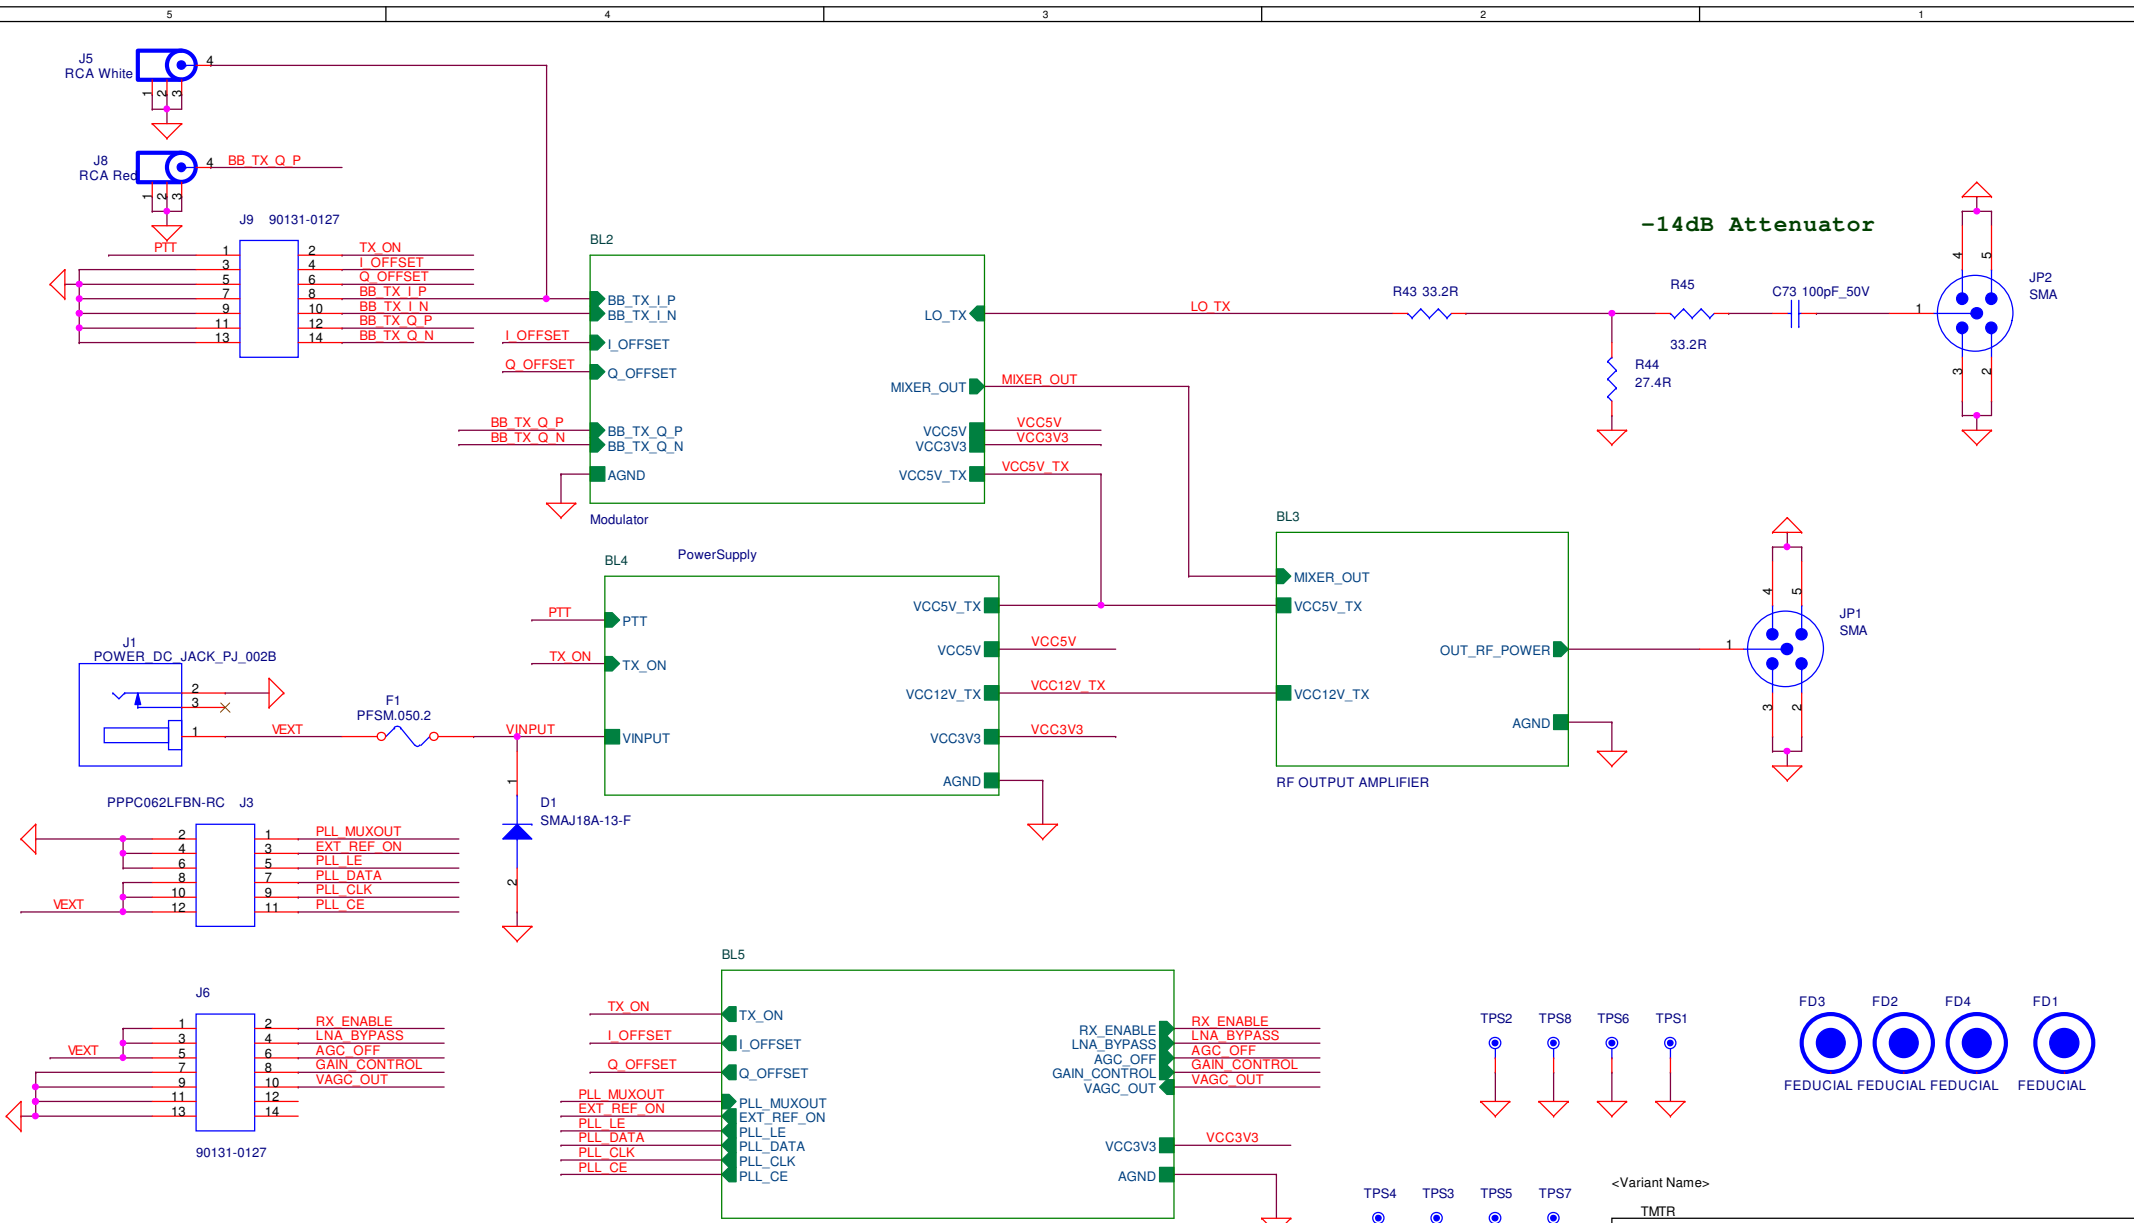 5 4 3 2 1
J5
RCA White
4
1 2 3
J8
RCA Red
4 BB_TX_Q_P
1 2 3
J9 90131-0127
PTT 1 2 TX_ON
3 4 I_OFFSET
5 6 Q_OFFSET
7 8 BB_TX_I_P
9 10 BB_TX_I_N
11 12 BB_TX_Q_P
13 14 BB_TX_Q_N
BL2
BB_TX_I_P
BB_TX_I_N
I_OFFSET I_OFFSET
Q_OFFSET Q_OFFSET
BB_TX_Q_P BB_TX_Q_P
BB_TX_Q_N BB_TX_Q_N
AGND
LO_TX LO_TX
MIXER_OUT MIXER_OUT
VCC5V VCC5V
VCC3V3 VCC3V3
VCC5V_TX VCC5V_TX
Modulator
-14dB Attenuator
R43 33.2R
R45
33.2R
C73 100pF_50V
R44
27.4R
JP2
SMA
1
4 5
3 2
BL4
PowerSupply
PTT PTT
TX_ON TX_ON
VINPUT VINPUT
VCC5V_TX
VCC5V VCC5V
VCC12V_TX VCC12V_TX
VCC3V3 VCC3V3
AGND
BL3
MIXER_OUT
VCC5V_TX
VCC12V_TX
OUT_RF_POWER
AGND
RF OUTPUT AMPLIFIER
JP1
SMA
1
4 5
3 2
J1
POWER_DC_JACK_PJ_002B
2
3
1
VEXT
F1
PFSM.050.2
1
D1
SMAJ18A-13-F
2
PPPC062LFBN-RC J3
2 1 PLL_MUXOUT
4 3 EXT_REF_ON
6 5 PLL_LE
8 7 PLL_DATA
10 9 PLL_CLK
VEXT 12 11 PLL_CE
J6
1 2 RX_ENABLE
3 4 LNA_BYPASS
VEXT 5 6 AGC_OFF
7 8 GAIN_CONTROL
9 10 VAGC_OUT
11 12
13 14
90131-0127
BL5
TX_ON TX_ON
I_OFFSET I_OFFSET
Q_OFFSET Q_OFFSET
PLL_MUXOUT PLL_MUXOUT
EXT_REF_ON EXT_REF_ON
PLL_LE PLL_LE
PLL_DATA PLL_DATA
PLL_CLK PLL_CLK
PLL_CE PLL_CE
RX_ENABLE RX_ENABLE
LNA_BYPASS LNA_BYPASS
AGC_OFF AGC_OFF
GAIN_CONTROL GAIN_CONTROL
VAGC_OUT VAGC_OUT
VCC3V3 VCC3V3
AGND
TPS2 TPS8 TPS6 TPS1
FD3 FD2 FD4 FD1
FEDUCIAL FEDUCIAL FEDUCIAL FEDUCIAL
TPS4 TPS3 TPS5 TPS7
<Variant Name>
TMTR